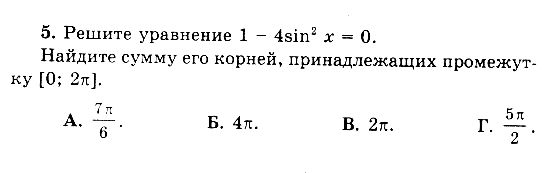 5. Решите уравнение 1 – 4sin² x = 0.
Найдите сумму его корней, принадлежащих промежут-
ку [0; 2π].
А. 7π/6. Б. 4π. В. 2π. Г. 5π/2.